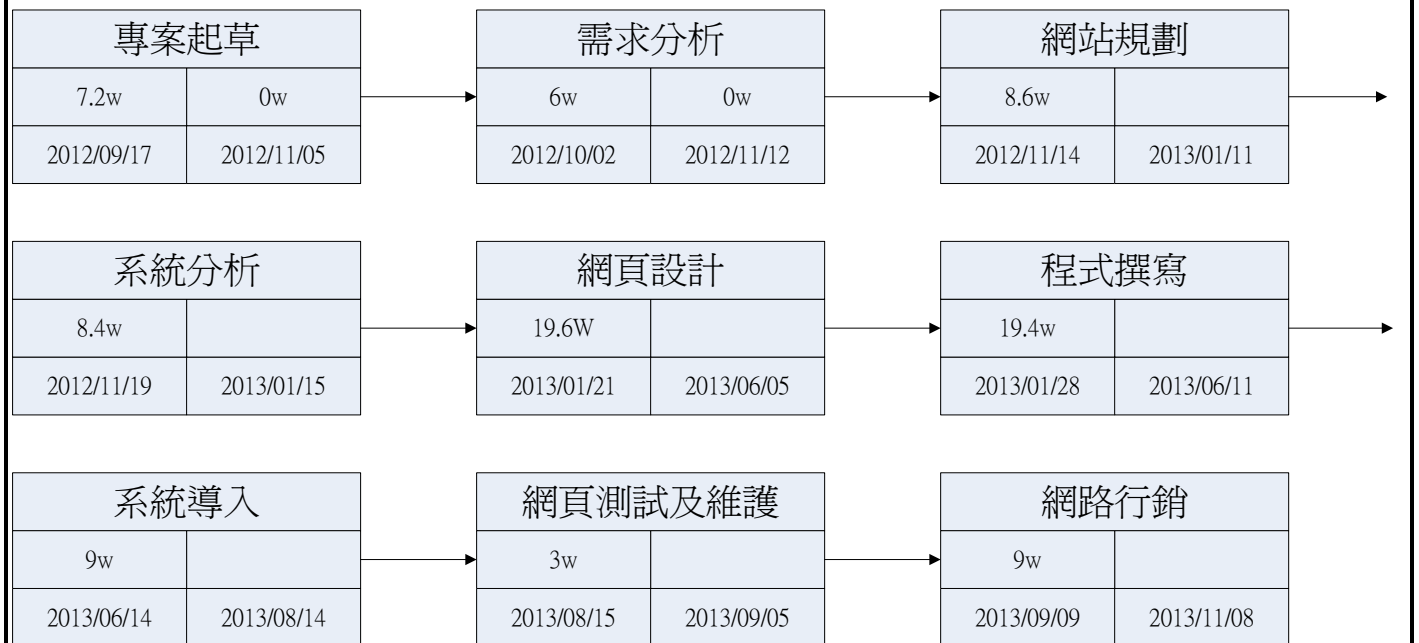 專案起草 需求分析 網站規劃
7.2w 0w 6w 0w 8.6w
2012/09/17 2012/11/05 2012/10/02 2012/11/12 2012/11/14 2013/01/11
系統分析 網頁設計 程式撰寫
8.4w 19.6W 19.4w
2012/11/19 2013/01/15 2013/01/21 2013/06/05 2013/01/28 2013/06/11
系統導入 網頁測試及維護 網路行銷
9w 3w 9w
2013/06/14 2013/08/14 2013/08/15 2013/09/05 2013/09/09 2013/11/08